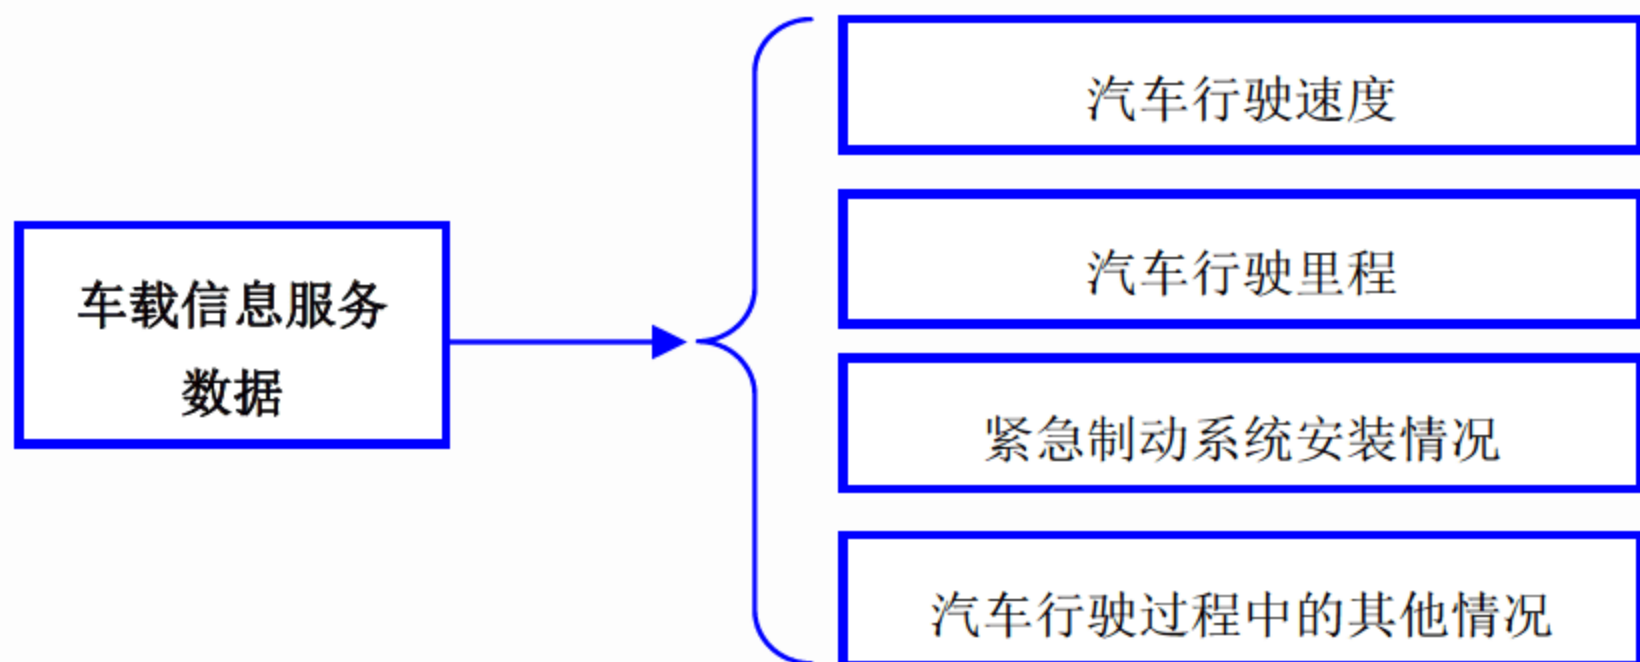 汽车行驶速度
汽车行驶里程
车载信息服务
数据
紧急制动系统安装情况
汽车行驶过程中的其他情况